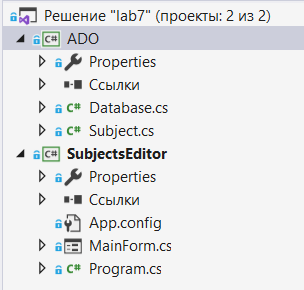 Решение "lab7" (проекты: 2 из 2)
ADO
Properties
Ссылки
Database.cs
Subject.cs
SubjectsEditor
Properties
Ссылки
App.config
MainForm.cs
Program.cs